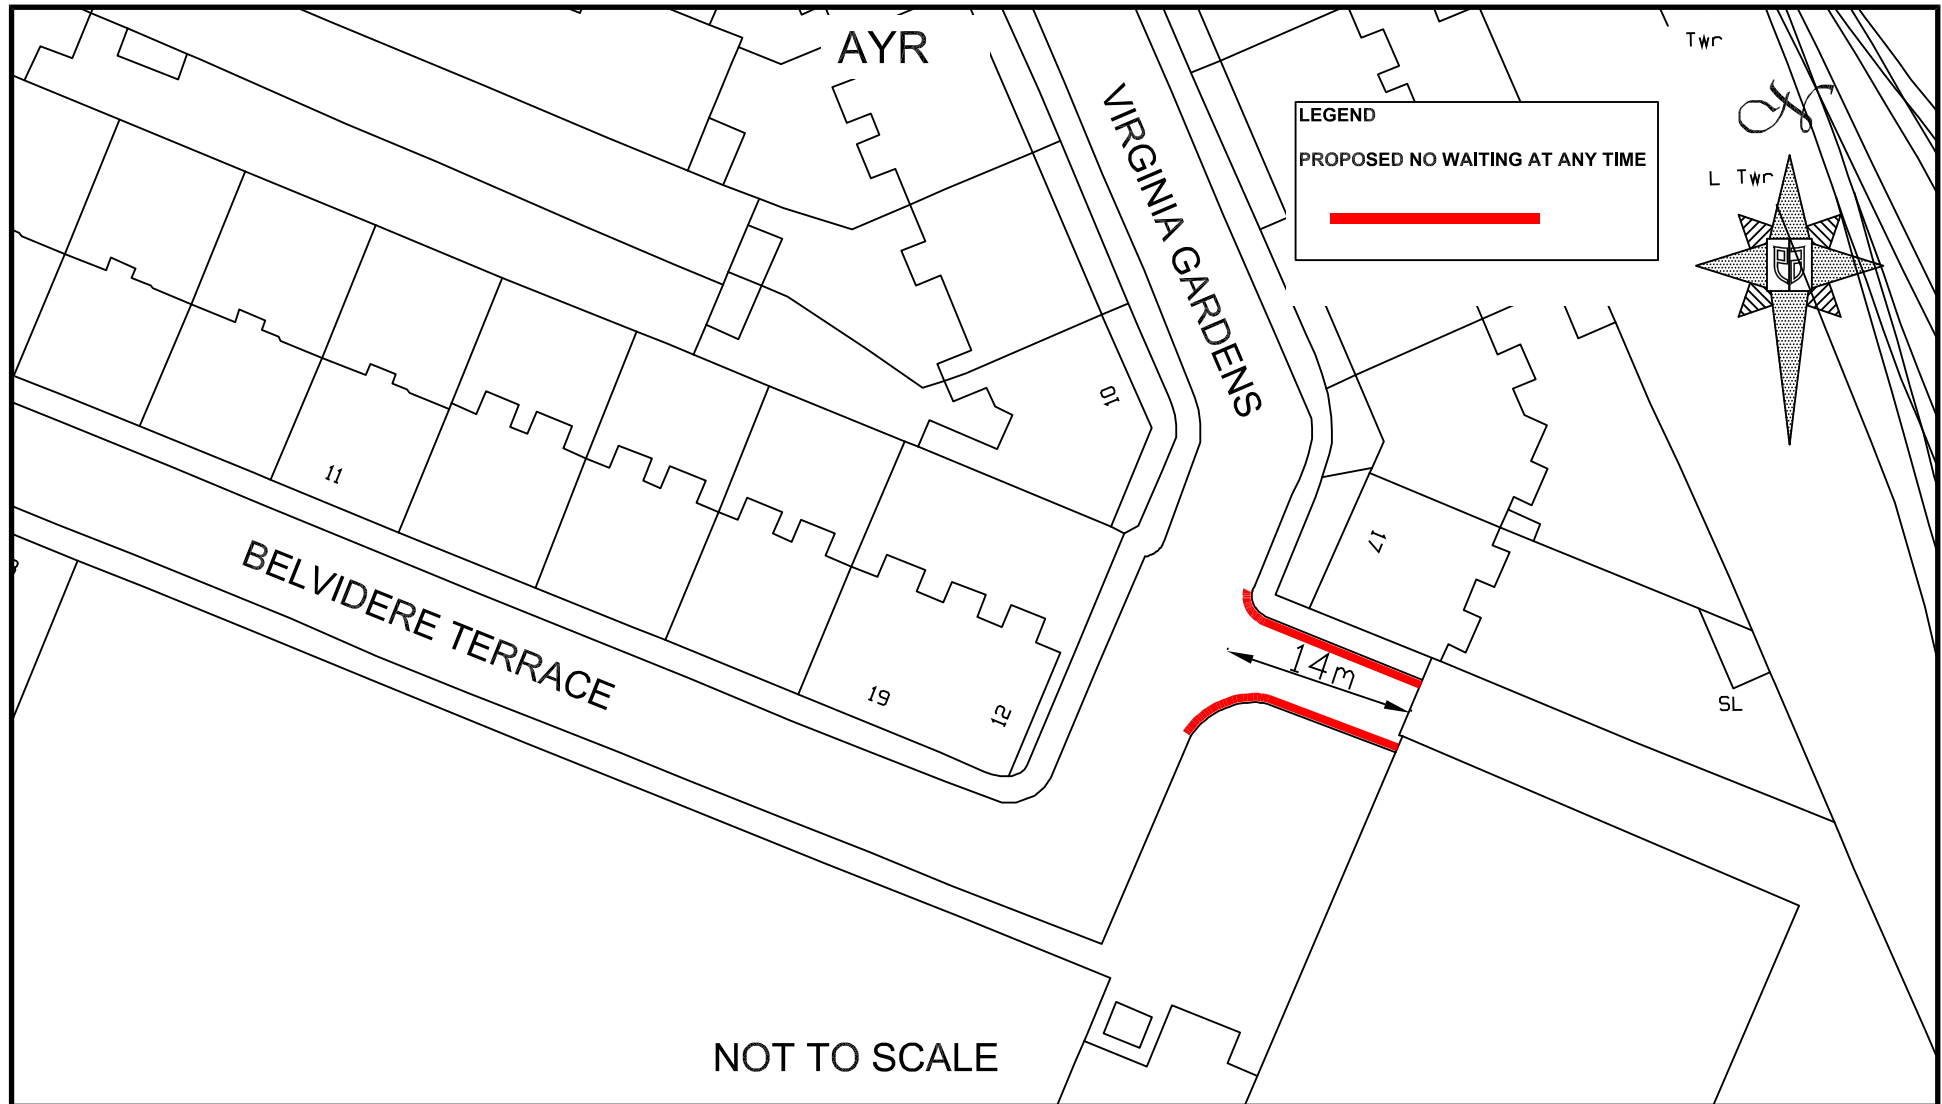 AYR
Twr
N
VIRGINIA GARDENS
LEGEND
PROPOSED NO WAITING AT ANY TIME
L Twr
10
11
17
BELVIDERE TERRACE
14m
19
12
SL
NOT TO SCALE